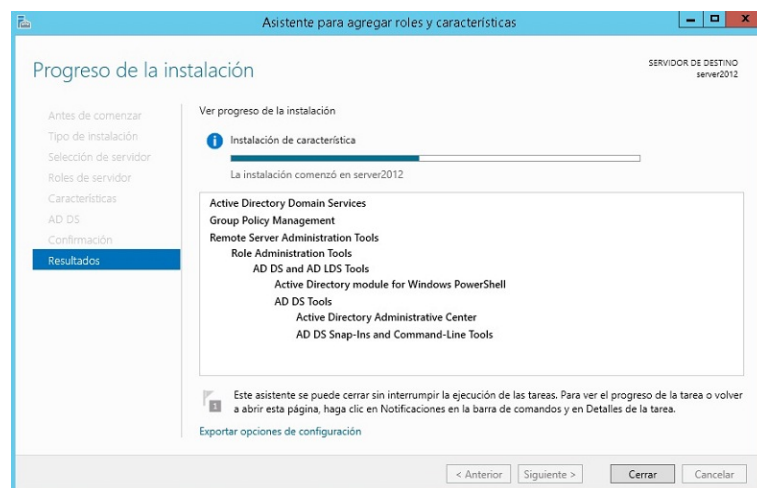 Asistente para agregar roles y características
Progreso de la instalación
SERVIDOR DE DESTINO
server2012
Antes de comenzar
Tipo de instalación
Selección de servidor
Roles de servidor
Características
AD DS
Confirmación
Resultados
Ver progreso de la instalación
Instalación de característica
La instalación comenzó en server2012
Active Directory Domain Services
Group Policy Management
Remote Server Administration Tools
Role Administration Tools
AD DS and AD LDS Tools
Active Directory module for Windows PowerShell
AD DS Tools
Active Directory Administrative Center
AD DS Snap-Ins and Command-Line Tools
1
Este asistente se puede cerrar sin interrumpir la ejecución de las tareas. Para ver el progreso de la tarea o volver
a abrir esta página, haga clic en Notificaciones en la barra de comandos y en Detalles de la tarea.
Exportar opciones de configuración
< Anterior
Siguiente >
Cerrar
Cancelar